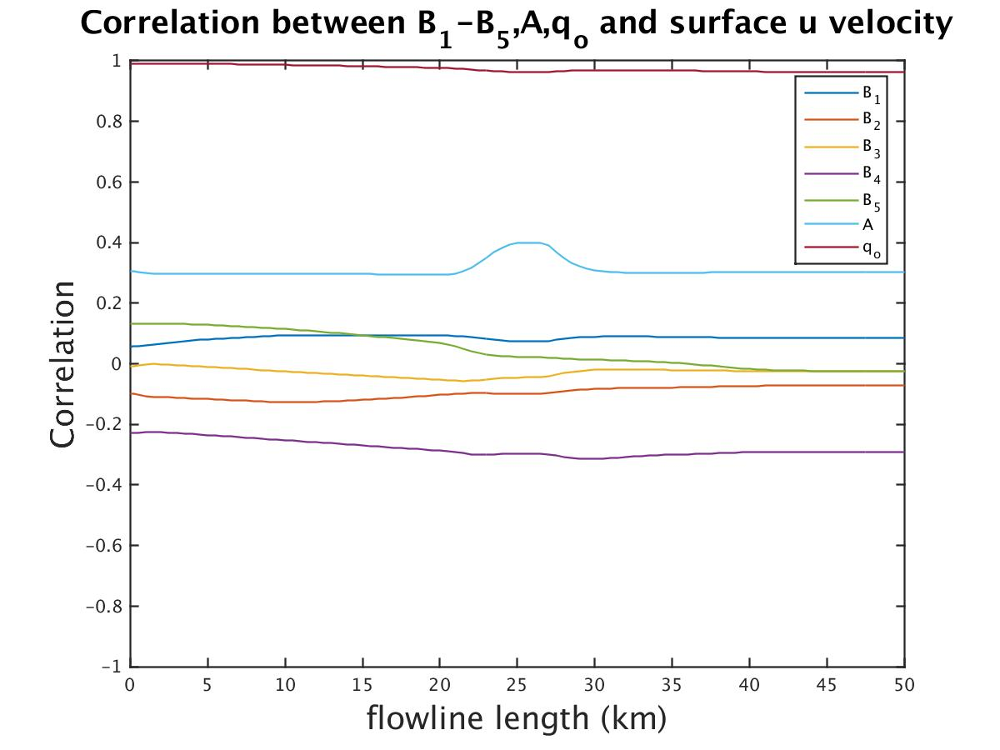 Correlation between B₁−B₅,A,qₒ and surface u velocity
1
0.8
0.6
0.4
0.2
0
−0.2
−0.4
−0.6
−0.8
−1
Correlation
B₁
B₂
B₃
B₄
B₅
A
qₒ
0 5 10 15 20 25 30 35 40 45 50
flowline length (km)